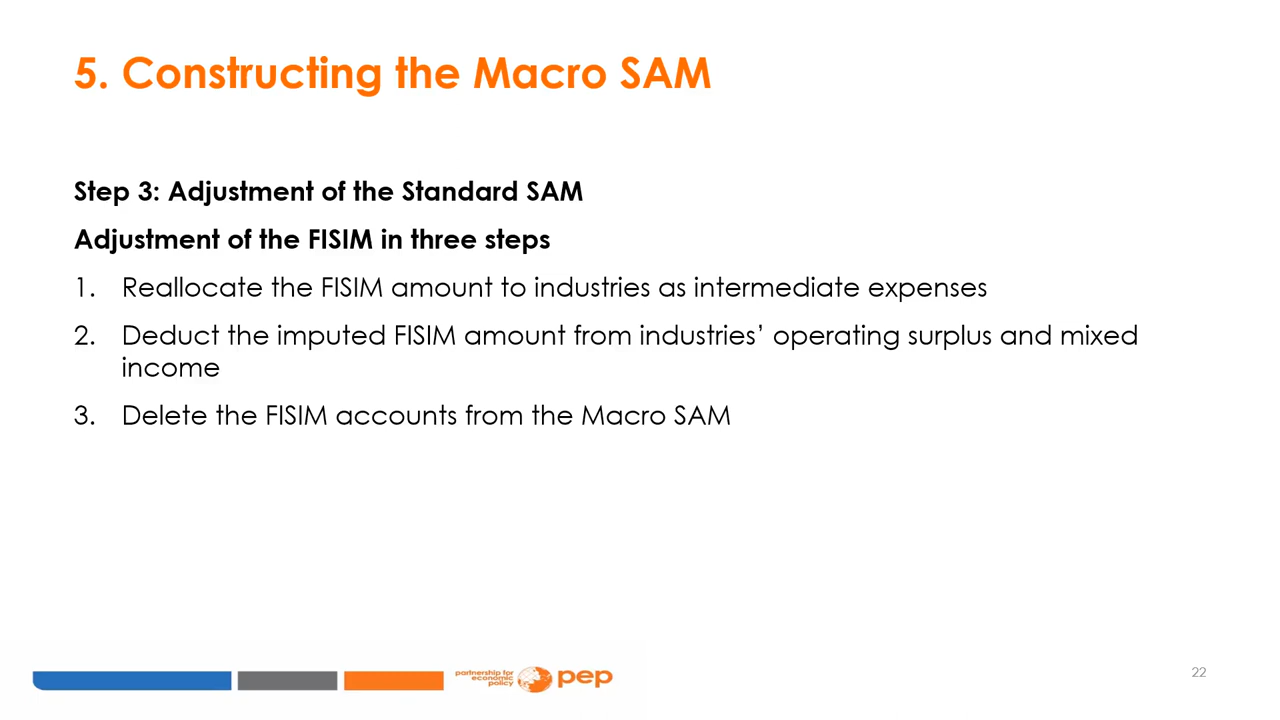 5. Constructing the Macro SAM
Step 3: Adjustment of the Standard SAM
Adjustment of the FISIM in three steps
1. Reallocate the FISIM amount to industries as intermediate expenses
2. Deduct the imputed FISIM amount from industries’ operating surplus and mixed
income
3. Delete the FISIM accounts from the Macro SAM
partnership for
economic
policy
pep
22